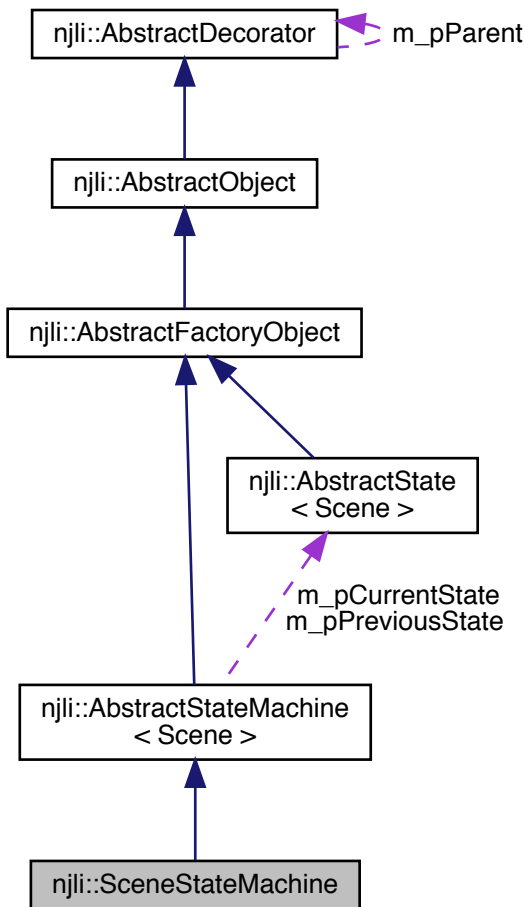 njli::AbstractDecorator
m_pParent
njli::AbstractObject
njli::AbstractFactoryObject
njli::AbstractState
< Scene >
m_pCurrentState
m_pPreviousState
njli::AbstractStateMachine
< Scene >
njli::SceneStateMachine